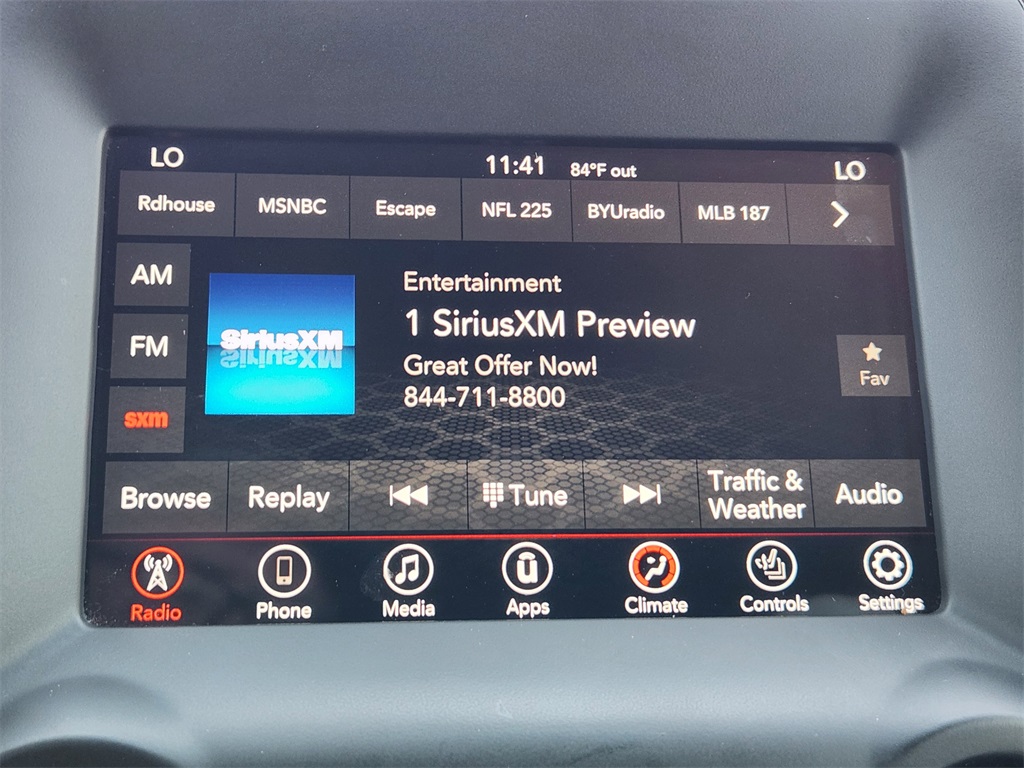 LO 11:41 84°F out LO
Rdhouse MSNBC Escape NFL 225 BYUradio MLB 187
AM
FM
sxm
SiriusXM
Entertainment
1 SiriusXM Preview
Great Offer Now!
844-711-8800
Fav
Browse Replay Tune Traffic &
Weather Audio
Radio Phone Media Apps Climate Controls Settings